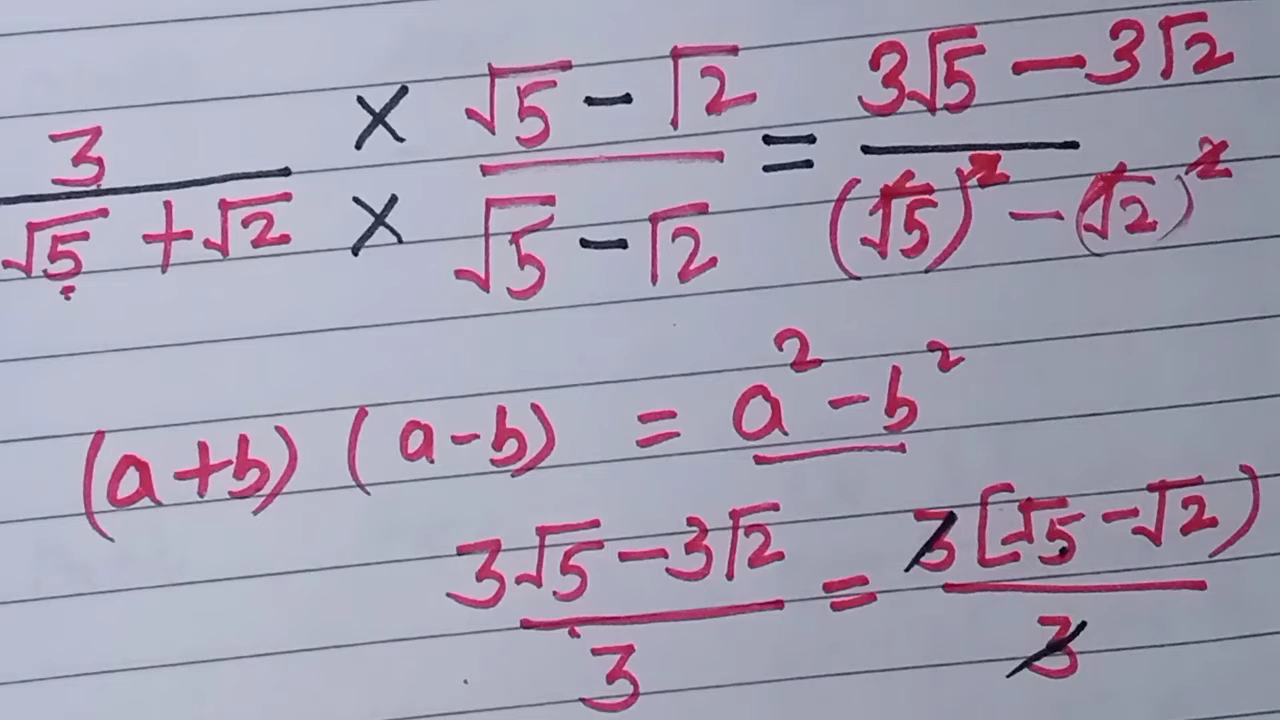 3/(√5 + √2) × (√5 − √2)/(√5 − √2) = (3√5 − 3√2)/((√5)² − (√2)²)
(a+b) (a-b) = a² − b²
(3√5 − 3√2)/3 = 3[√5 − √2)/3